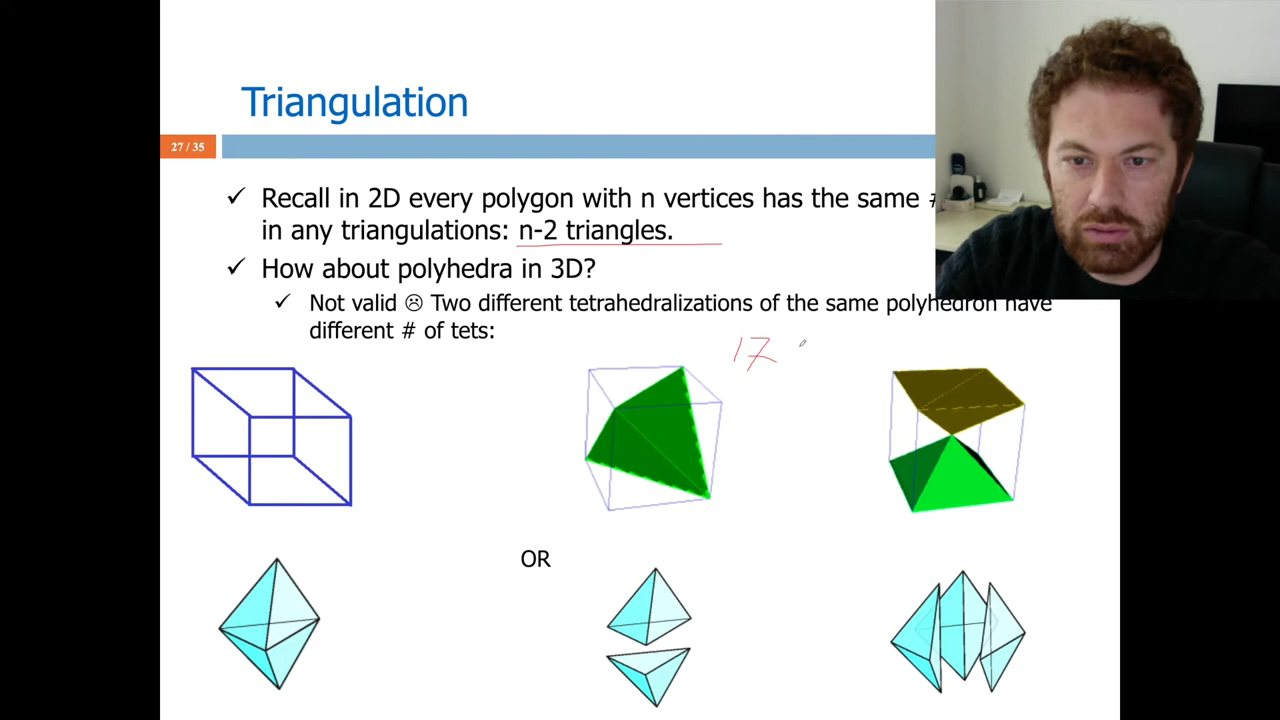 Triangulation
27 / 35
✓ Recall in 2D every polygon with n vertices has the same #
in any triangulations: n-2 triangles.
✓ How about polyhedra in 3D?
✓ Not valid ☹ Two different tetrahedralizations of the same polyhedron have
different # of tets:
17
OR